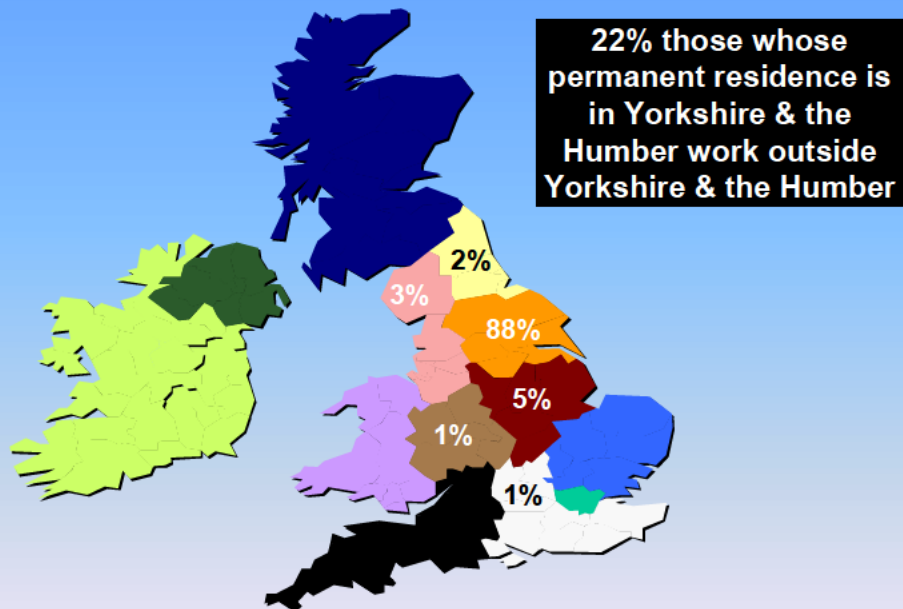 22% those whose
permanent residence is
in Yorkshire & the
Humber work outside
Yorkshire & the Humber
2%
3%
88%
5%
1%
1%